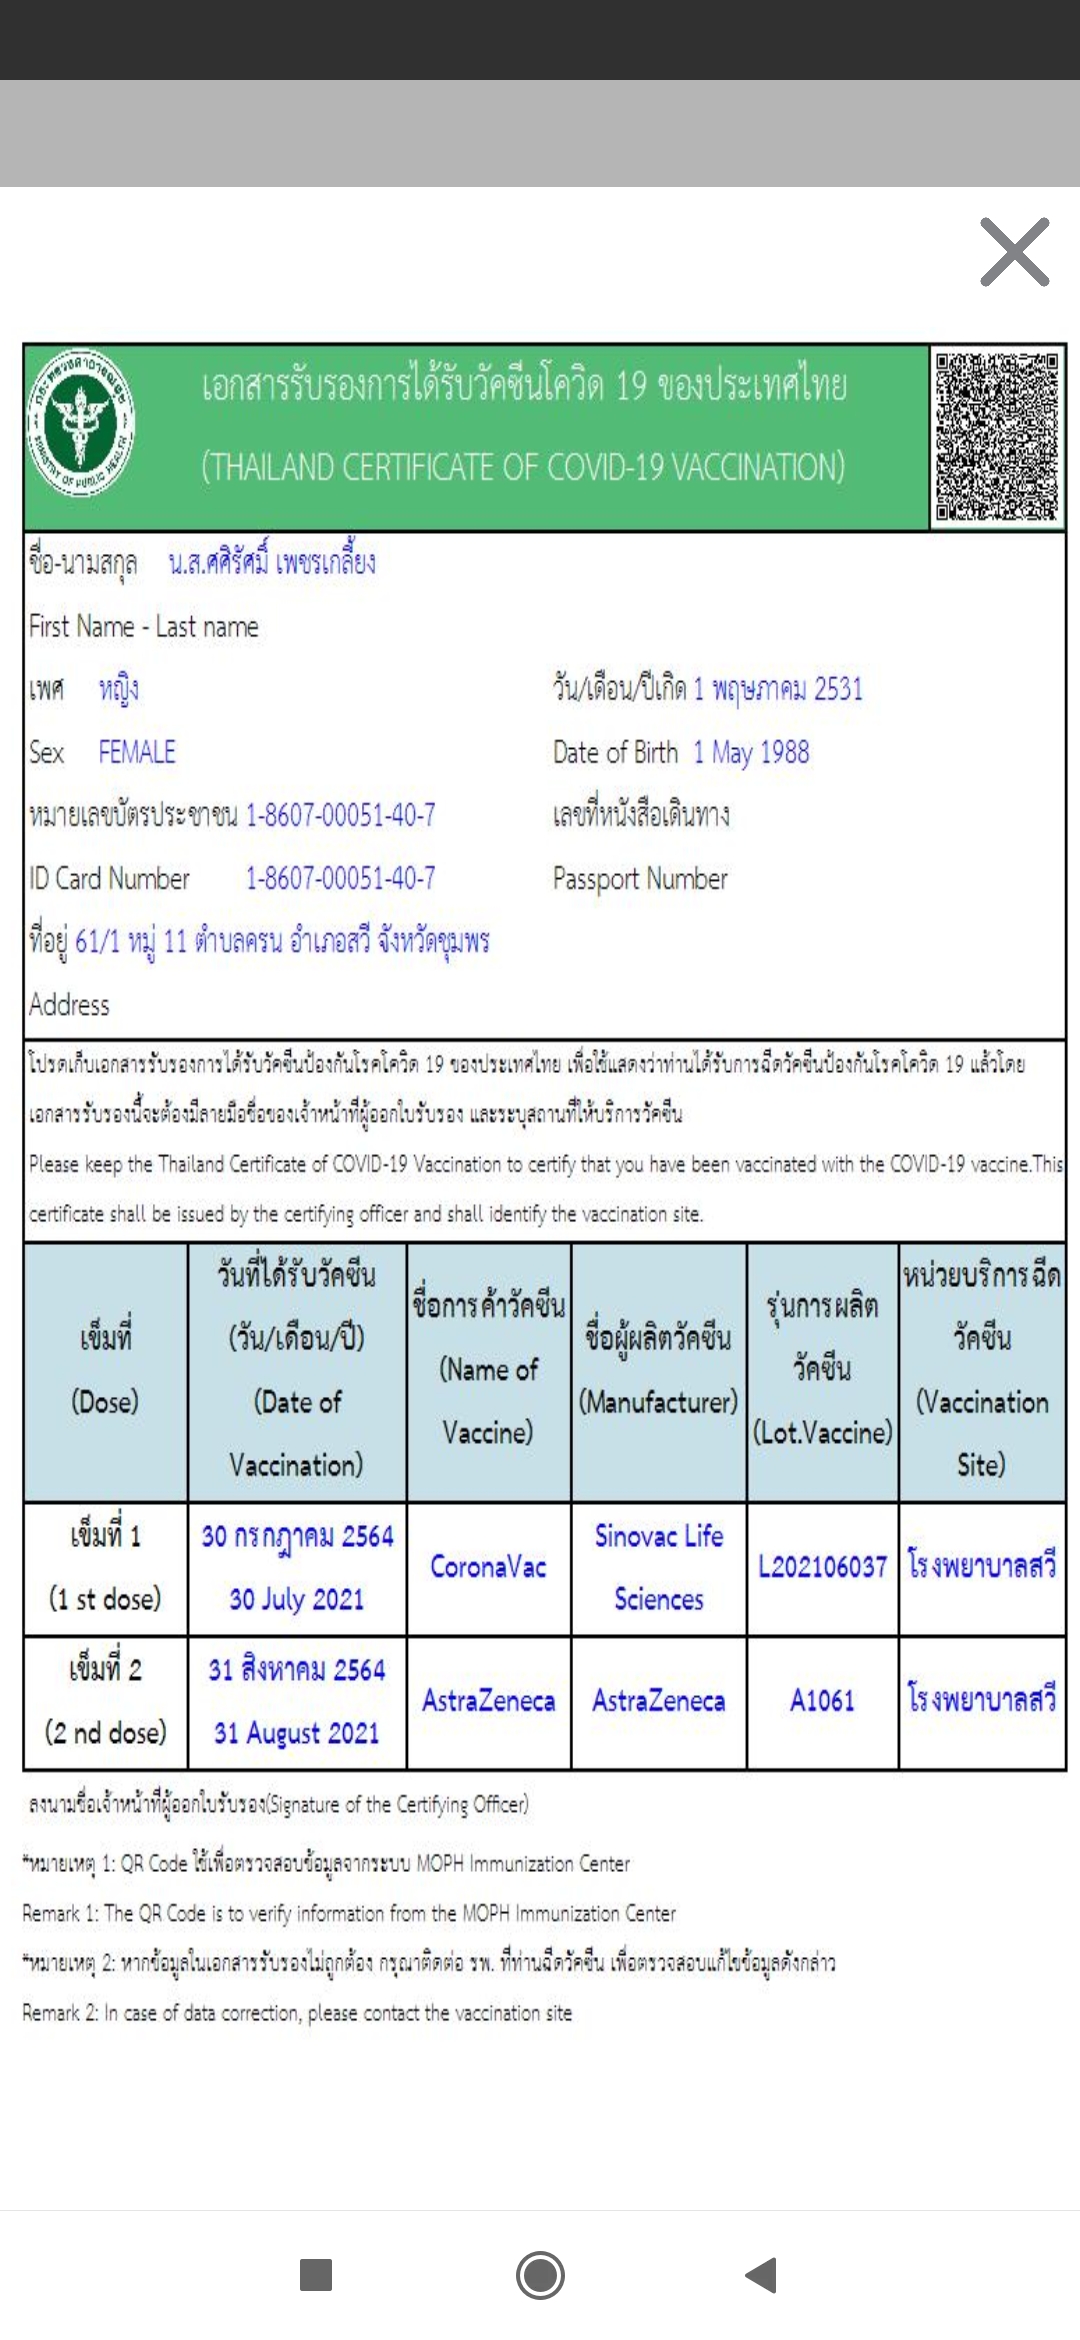 เอกสารรับรองการได้รับวัคซีนโควิด 19 ของประเทศไทย
(THAILAND CERTIFICATE OF COVID-19 VACCINATION)
กระทรวงสาธารณสุข
MINISTRY OF PUBLIC HEALTH
ชื่อ-นามสกุล น.ส.ศศิรัศมิ์ เพชรเกลี้ยง
First Name - Last name
เพศ หญิง วัน/เดือน/ปีเกิด 1 พฤษภาคม 2531
Sex FEMALE Date of Birth 1 May 1988
หมายเลขบัตรประชาชน 1-8607-00051-40-7 เลขที่หนังสือเดินทาง
ID Card Number 1-8607-00051-40-7 Passport Number
ที่อยู่ 61/1 หมู่ 11 ตำบลครน อำเภอสวี จังหวัดชุมพร
Address
โปรดเก็บเอกสารรับรองการได้รับวัคซีนป้องกันโรคโควิด 19 ของประเทศไทย เพื่อใช้แสดงว่าท่านได้รับการฉีดวัคซีนป้องกันโรคโควิด 19 แล้วโดย
เอกสารรับรองนี้จะต้องมีลายมือชื่อของเจ้าหน้าที่ผู้ออกใบรับรอง และระบุสถานที่ให้บริการวัคซีน
Please keep the Thailand Certificate of COVID-19 Vaccination to certify that you have been vaccinated with the COVID-19 vaccine.This
certificate shall be issued by the certifying officer and shall identify the vaccination site.
เข็มที่
(Dose)
วันที่ได้รับวัคซีน
(วัน/เดือน/ปี)
(Date of
Vaccination)
ชื่อการค้าวัคซีน
(Name of
Vaccine)
ชื่อผู้ผลิตวัคซีน
(Manufacturer)
รุ่นการผลิต
วัคซีน
(Lot.Vaccine)
หน่วยบริการฉีด
วัคซีน
(Vaccination
Site)
เข็มที่ 1
(1 st dose)
30 กรกฎาคม 2564
30 July 2021
CoronaVac
Sinovac Life
Sciences
L202106037
โรงพยาบาลสวี
เข็มที่ 2
(2 nd dose)
31 สิงหาคม 2564
31 August 2021
AstraZeneca
AstraZeneca
A1061
โรงพยาบาลสวี
ลงนามชื่อเจ้าหน้าที่ผู้ออกใบรับรอง(Signature of the Certifying Officer)
*หมายเหตุ 1: QR Code ใช้เพื่อตรวจสอบข้อมูลจากระบบ MOPH Immunization Center
Remark 1: The QR Code is to verify information from the MOPH Immunization Center
*หมายเหตุ 2: หากข้อมูลในเอกสารรับรองไม่ถูกต้อง กรุณาติดต่อ รพ. ที่ท่านฉีดวัคซีน เพื่อตรวจสอบแก้ไขข้อมูลดังกล่าว
Remark 2: In case of data correction, please contact the vaccination site